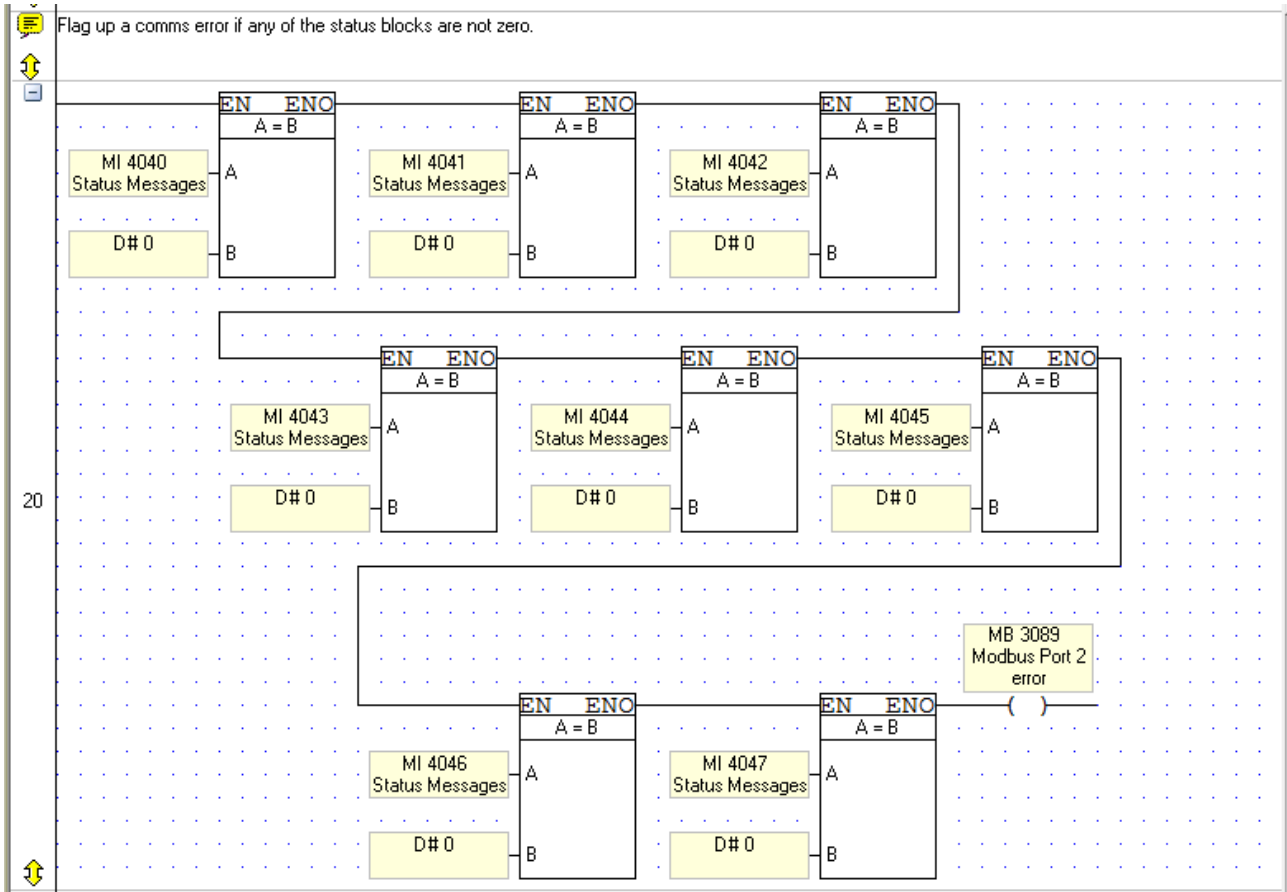 Flag up a comms error if any of the status blocks are not zero.
EN ENO EN ENO EN ENO
A = B A = B A = B
MI 4040 MI 4041 MI 4042
Status Messages A Status Messages A Status Messages A
D# 0 D# 0 D# 0
B B B
EN ENO EN ENO EN ENO
A = B A = B A = B
MI 4043 MI 4044 MI 4045
Status Messages A Status Messages A Status Messages A
20 D# 0 D# 0 D# 0
B B B
MB 3089
Modbus Port 2
error
EN ENO EN ENO ( )
A = B A = B
MI 4046 MI 4047
Status Messages A Status Messages A
D# 0 D# 0
B B